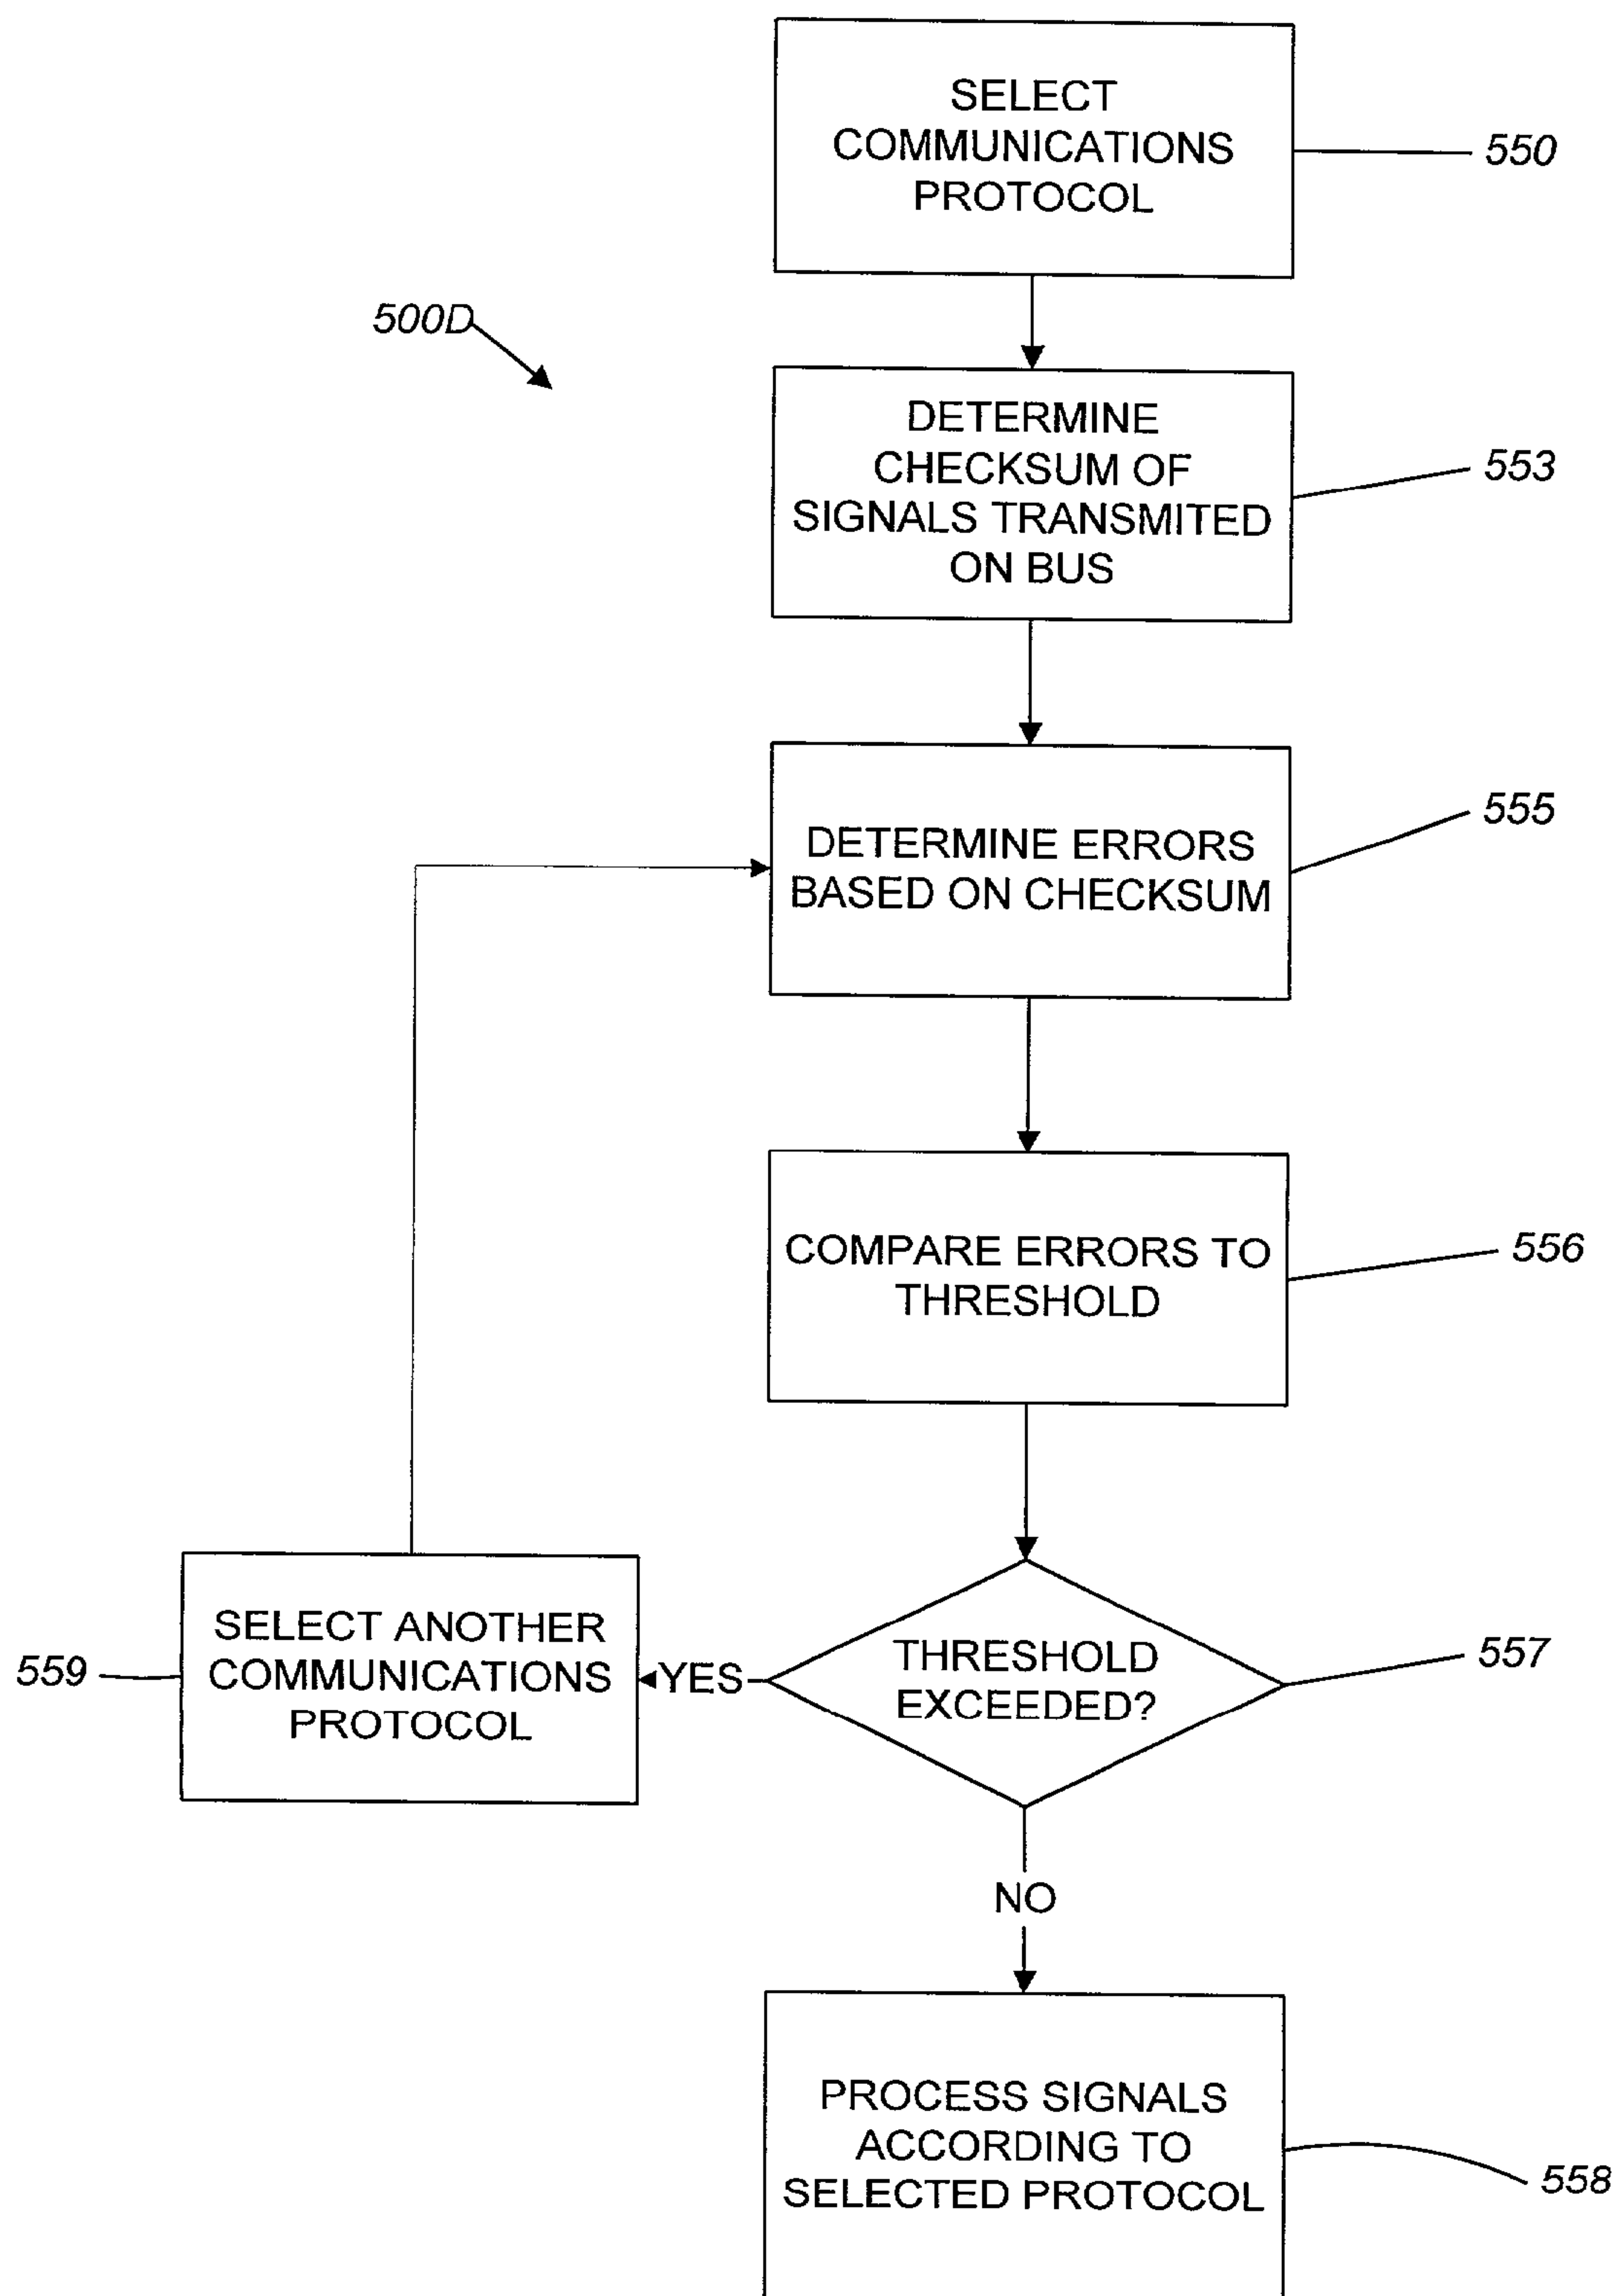 SELECT
COMMUNICATIONS
PROTOCOL
550
500D
DETERMINE
CHECKSUM OF
SIGNALS TRANSMITED
ON BUS
553
DETERMINE ERRORS
BASED ON CHECKSUM
555
COMPARE ERRORS TO
THRESHOLD
556
THRESHOLD
EXCEEDED?
557
YES
SELECT ANOTHER
COMMUNICATIONS
PROTOCOL
559
NO
PROCESS SIGNALS
ACCORDING TO
SELECTED PROTOCOL
558